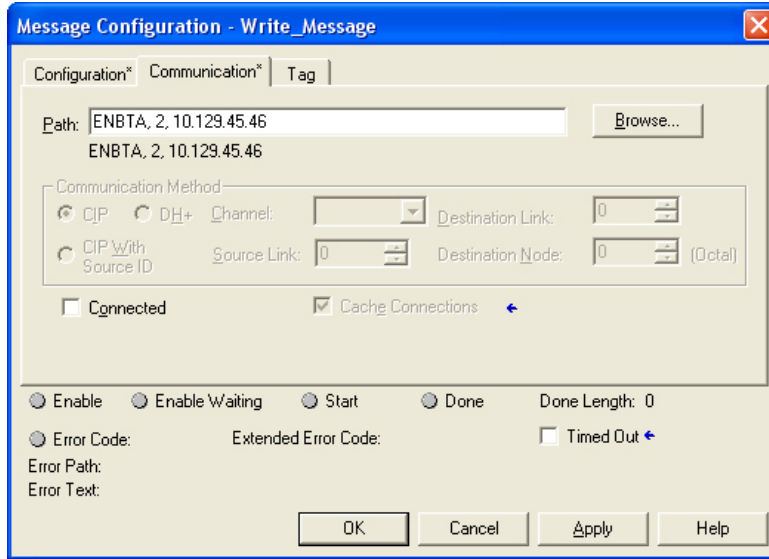 Message Configuration - Write_Message
Configuration* Communication* Tag
Path: ENBTA, 2, 10.129.45.46 Browse...
ENBTA, 2, 10.129.45.46
Communication Method
CIP DH+ Channel: Destination Link: 0
CIP With Source ID Source Link: 0 Destination Node: 0 (Octal)
Connected Cache Connections
Enable Enable Waiting Start Done Done Length: 0
Error Code: Extended Error Code: Timed Out
Error Path:
Error Text:
OK Cancel Apply Help